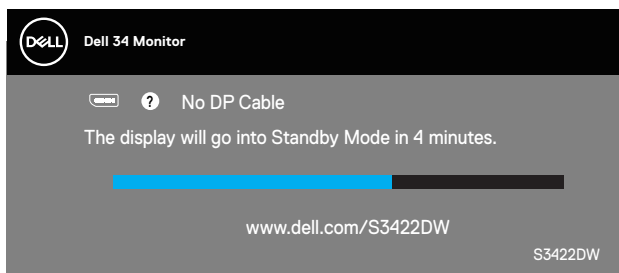 DELL
Dell 34 Monitor
? No DP Cable
The display will go into Standby Mode in 4 minutes.
www.dell.com/S3422DW
S3422DW